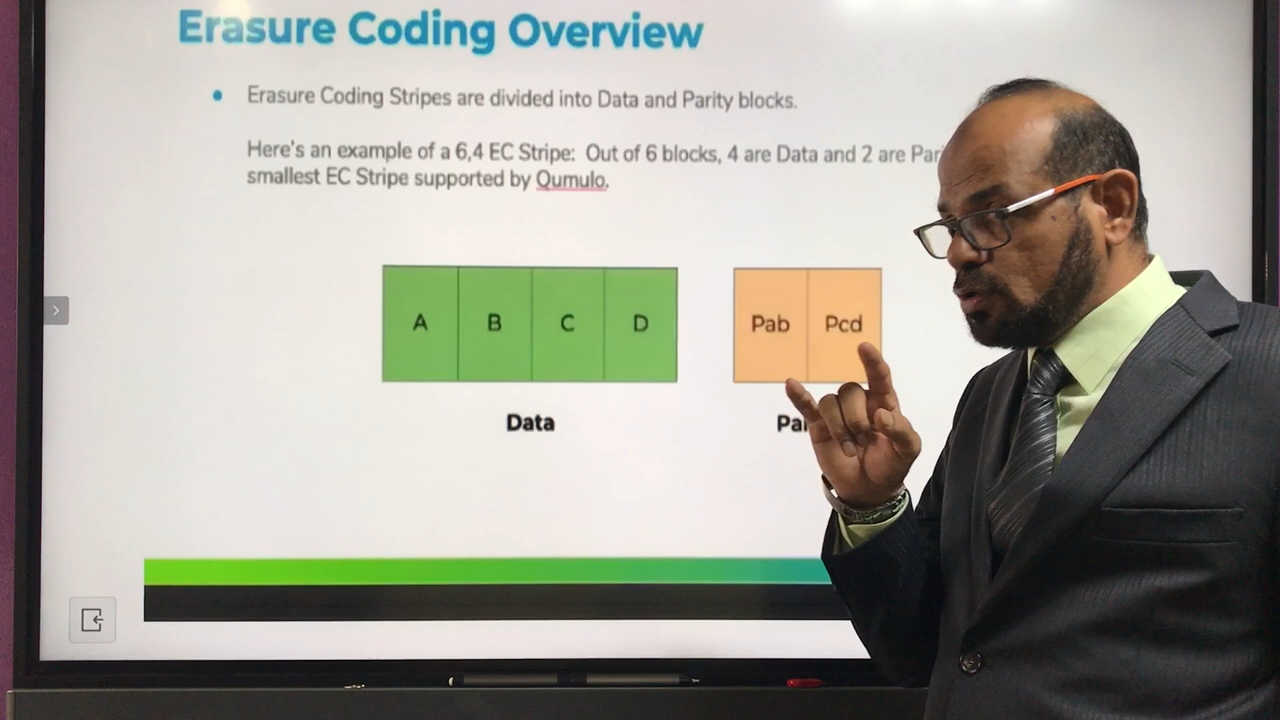 Erasure Coding Overview
Erasure Coding Stripes are divided into Data and Parity blocks.
Here's an example of a 6,4 EC Stripe: Out of 6 blocks, 4 are Data and 2 are
smallest EC Stripe supported by Qumulo.
A B C D Pab Pcd
Data